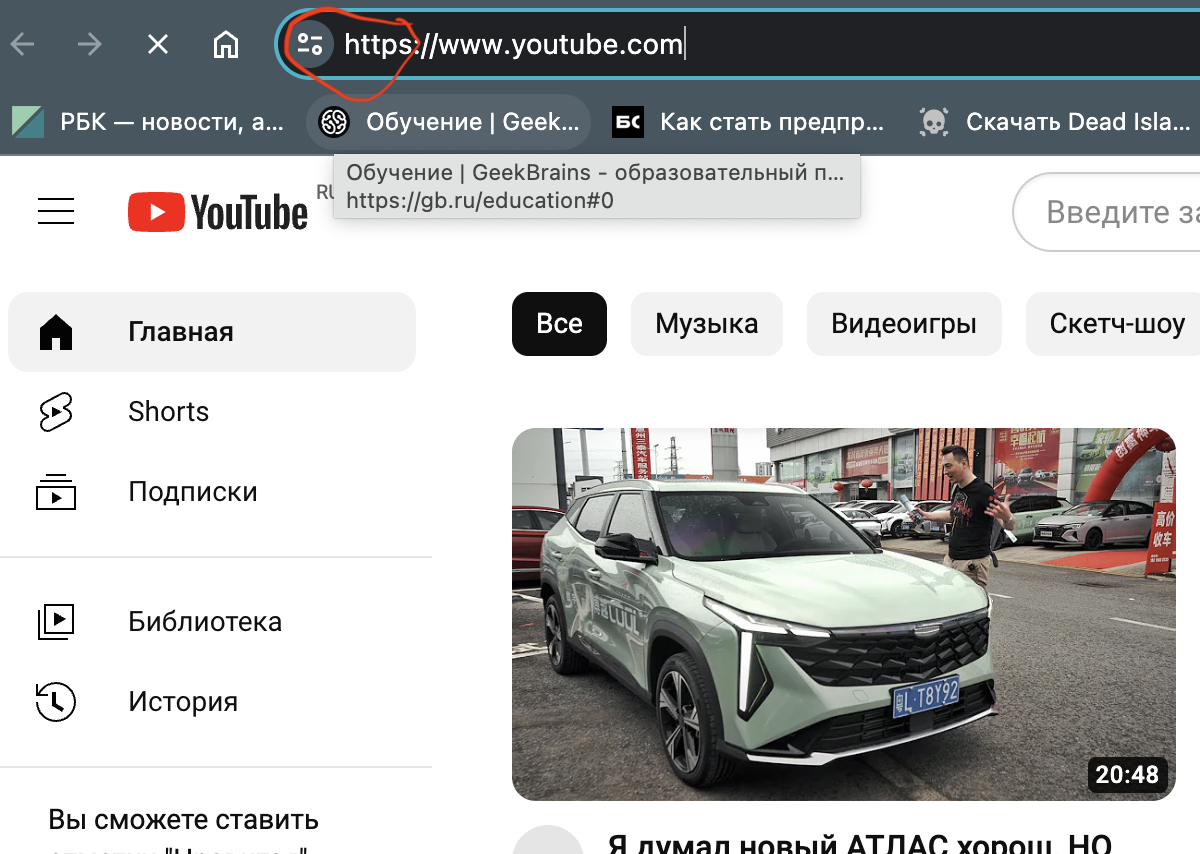 https://www.youtube.com
РБК — новости, а...
Обучение | Geek...
БС
Как стать предпр...
Скачать Dead Isla...
Обучение | GeekBrains - образовательный п...
https://gb.ru/education#0
YouTube
RU
Введите за
Главная
Shorts
Подписки
Библиотека
История
Вы сможете ставить
Все
Музыка
Видеоигры
Скетч-шоу
COOL
L·T8Y92
高价
收车
20:48
Я думал новый АТЛАС хорош, НО